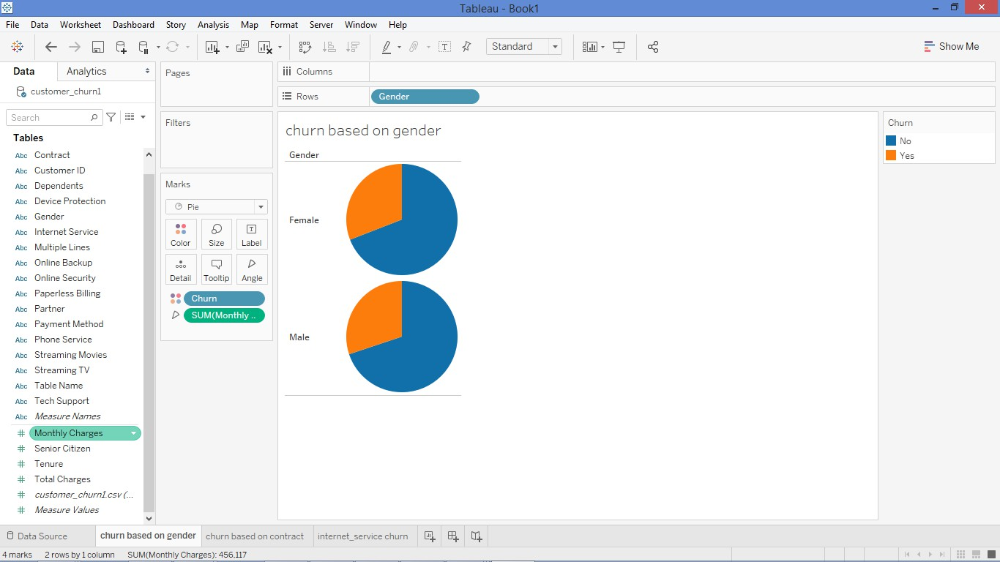 Tableau - Book1
File Data Worksheet Dashboard Story Analysis Map Format Server Window Help
Standard
Show Me
Data Analytics
customer_churn1
Search
Tables
Abc Contract
Abc Customer ID
Abc Dependents
Abc Device Protection
Abc Gender
Abc Internet Service
Abc Multiple Lines
Abc Online Backup
Abc Online Security
Abc Paperless Billing
Abc Partner
Abc Payment Method
Abc Phone Service
Abc Streaming Movies
Abc Streaming TV
Abc Table Name
Abc Tech Support
Abc Measure Names
# Monthly Charges
# Senior Citizen
# Tenure
# Total Charges
# customer_churn1.csv (...
# Measure Values
Pages
Filters
Marks
Pie
Color Size Label
Detail Tooltip Angle
Churn
SUM(Monthly ..
Columns
Rows Gender
churn based on gender
Gender
Female
Male
Churn
No
Yes
Data Source churn based on gender churn based on contract internet_service churn
4 marks 2 rows by 1 column SUM(Monthly Charges): 456,117